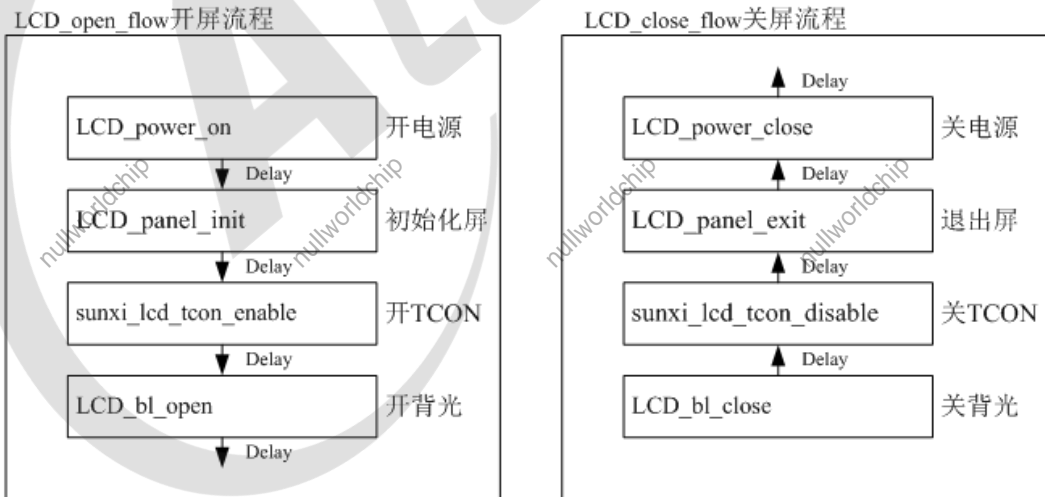 LCD_open_flow开屏流程
LCD_power_on 开电源
Delay
LCD_panel_init 初始化屏
Delay
sunxi_lcd_tcon_enable 开TCON
Delay
LCD_bl_open 开背光
Delay
nullworldchip
nullworldchip
LCD_close_flow关屏流程
Delay
LCD_power_close 关电源
Delay
LCD_panel_exit 退出屏
Delay
sunxi_lcd_tcon_disable 关TCON
Delay
LCD_bl_close 关背光
nullworldchip
nullworldchip